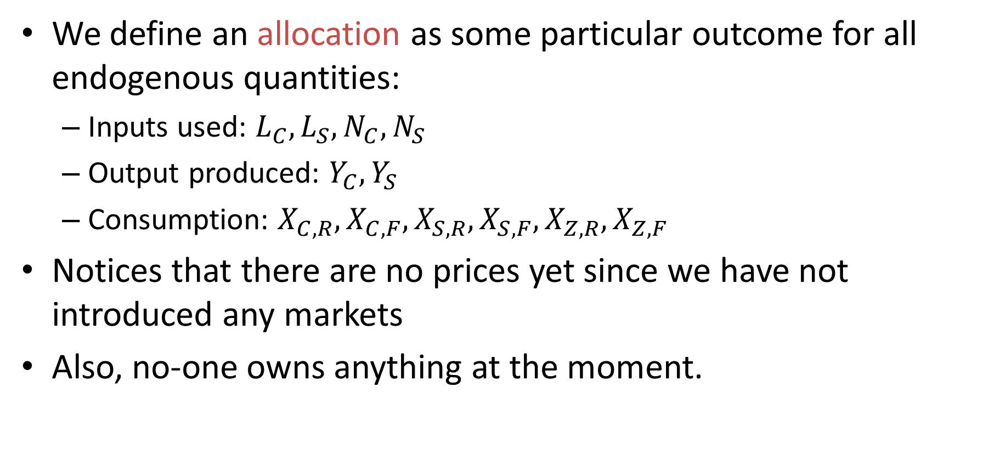 • We define an allocation as some particular outcome for all
endogenous quantities:
– Inputs used: L_C, L_S, N_C, N_S
– Output produced: Y_C, Y_S
– Consumption: X_{C,R}, X_{C,F}, X_{S,R}, X_{S,F}, X_{Z,R}, X_{Z,F}
• Notices that there are no prices yet since we have not
introduced any markets
• Also, no-one owns anything at the moment.